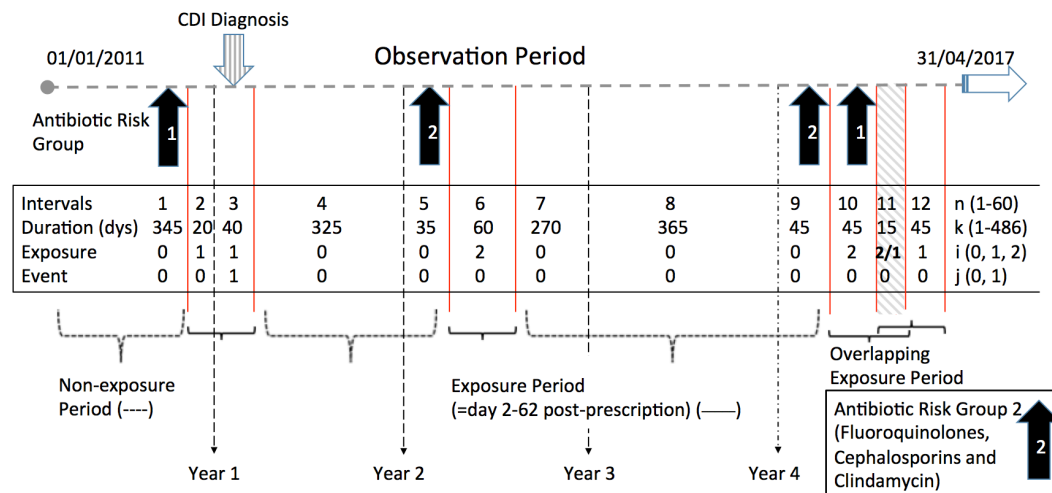 CDI Diagnosis
01/01/2011
Observation Period
31/04/2017
Antibiotic Risk
Group
1
2
2
1
Intervals 1 2 3 4 5 6 7 8 9 10 11 12 n (1-60)
Duration (dys) 345 20 40 325 35 60 270 365 45 45 15 45 k (1-486)
Exposure 0 1 1 0 0 2 0 0 0 2 2/1 1 i (0, 1, 2)
Event 0 0 1 0 0 0 0 0 0 0 0 0 j (0, 1)
Non-exposure
Period (----)
Exposure Period
(=day 2-62 post-prescription) (——)
Overlapping
Exposure Period
Antibiotic Risk Group 2
(Fluoroquinolones,
Cephalosporins and
Clindamycin)
2
Year 1
Year 2
Year 3
Year 4